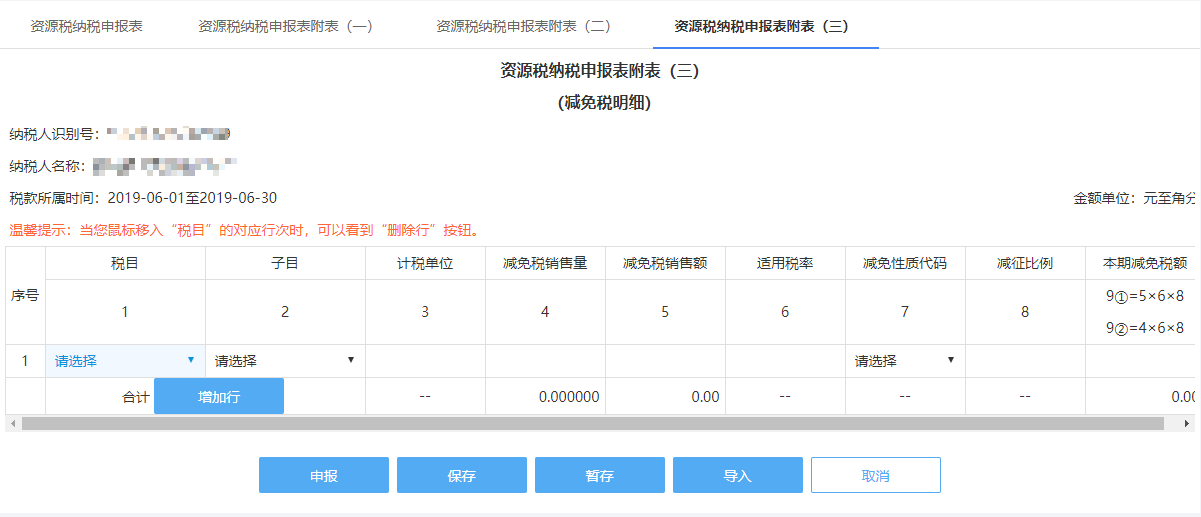 资源税纳税申报表 资源税纳税申报表附表（一） 资源税纳税申报表附表（二） 资源税纳税申报表附表（三）
资源税纳税申报表附表（三）
(减免税明细)
纳税人识别号：
纳税人名称：
税款所属时间：2019-06-01至2019-06-30 金额单位：元至角分
温馨提示：当您鼠标移入“税目”的对应行次时，可以看到“删除行”按钮。
序号 税目 子目 计税单位 减免税销售量 减免税销售额 适用税率 减免性质代码 减征比例 本期减免税额
1 2 3 4 5 6 7 8 9①=5×6×8
9②=4×6×8
1 请选择 请选择 请选择
合计 增加行 -- 0.000000 0.00 -- -- -- 0.00
申报 保存 暂存 导入 取消